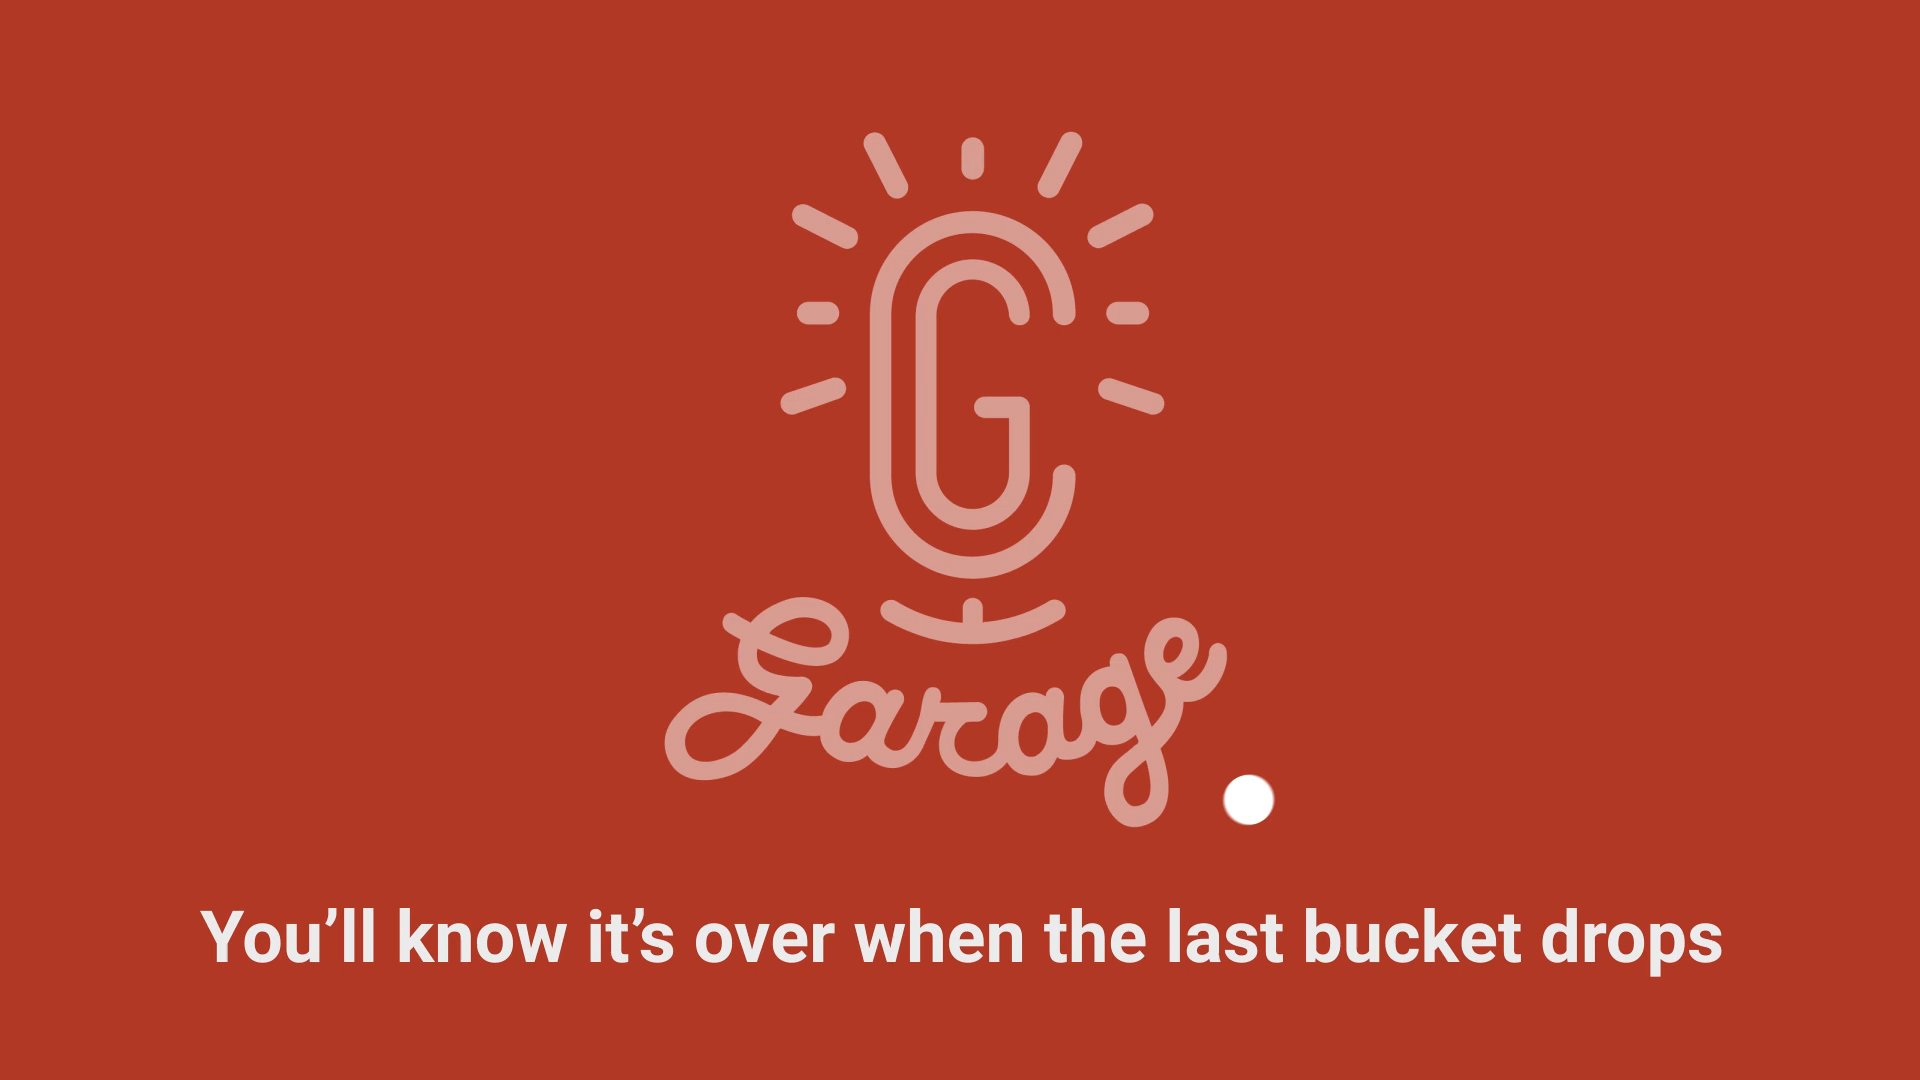 G
Garage
You’ll know it’s over when the last bucket drops